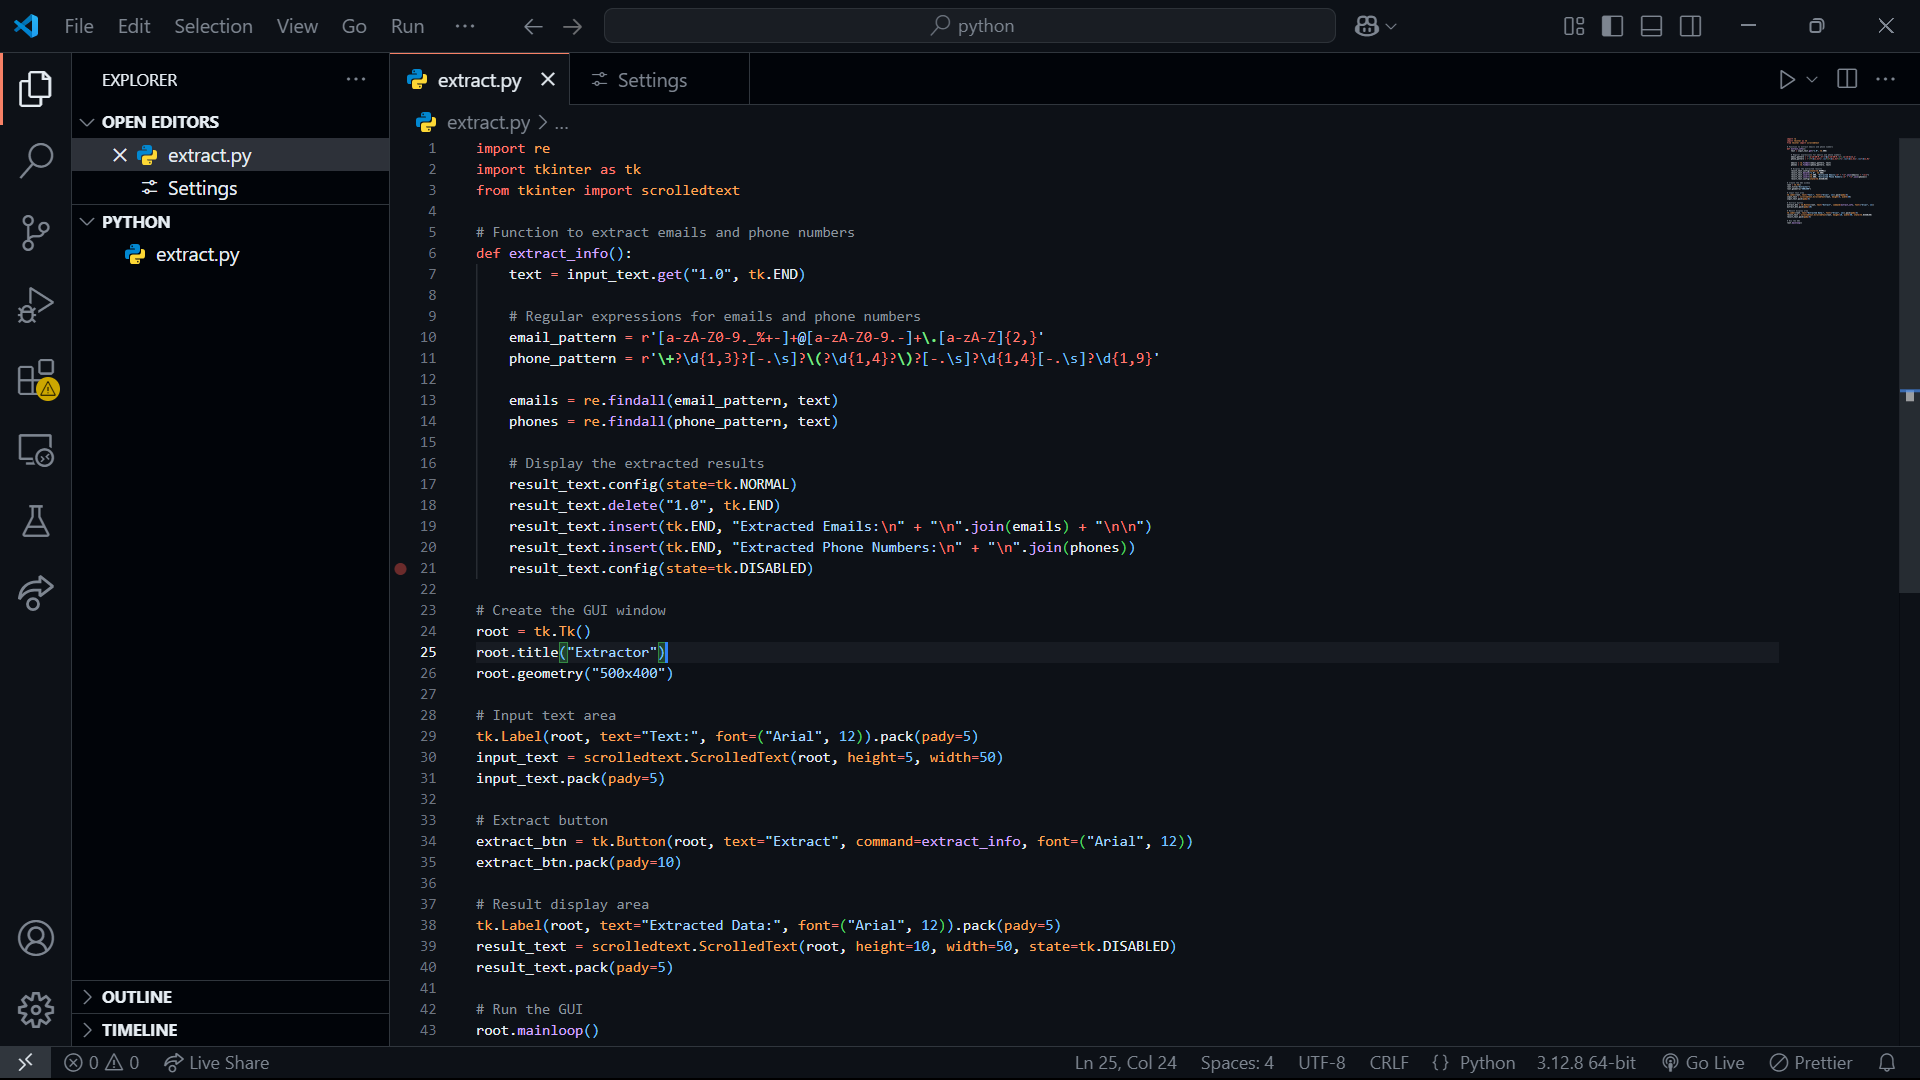 File Edit Selection View Go Run ··· python
EXPLORER ···
OPEN EDITORS
extract.py
Settings
PYTHON
extract.py
OUTLINE
TIMELINE
extract.py Settings
extract.py > ...
1 import re
2 import tkinter as tk
3 from tkinter import scrolledtext
4
5 # Function to extract emails and phone numbers
6 def extract_info():
7 text = input_text.get("1.0", tk.END)
8
9 # Regular expressions for emails and phone numbers
10 email_pattern = r'[a-zA-Z0-9._%+-]+@[a-zA-Z0-9.-]+\.[a-zA-Z]{2,}'
11 phone_pattern = r'\+?\d{1,3}?[-.\s]?\(?\d{1,4}?\)?[-.\s]?\d{1,4}[-.\s]?\d{1,9}'
12
13 emails = re.findall(email_pattern, text)
14 phones = re.findall(phone_pattern, text)
15
16 # Display the extracted results
17 result_text.config(state=tk.NORMAL)
18 result_text.delete("1.0", tk.END)
19 result_text.insert(tk.END, "Extracted Emails:\n" + "\n".join(emails) + "\n\n")
20 result_text.insert(tk.END, "Extracted Phone Numbers:\n" + "\n".join(phones))
21 result_text.config(state=tk.DISABLED)
22
23 # Create the GUI window
24 root = tk.Tk()
25 root.title("Extractor")
26 root.geometry("500x400")
27
28 # Input text area
29 tk.Label(root, text="Text:", font=("Arial", 12)).pack(pady=5)
30 input_text = scrolledtext.ScrolledText(root, height=5, width=50)
31 input_text.pack(pady=5)
32
33 # Extract button
34 extract_btn = tk.Button(root, text="Extract", command=extract_info, font=("Arial", 12))
35 extract_btn.pack(pady=10)
36
37 # Result display area
38 tk.Label(root, text="Extracted Data:", font=("Arial", 12)).pack(pady=5)
39 result_text = scrolledtext.ScrolledText(root, height=10, width=50, state=tk.DISABLED)
40 result_text.pack(pady=5)
41
42 # Run the GUI
43 root.mainloop()
0 0 Live Share Ln 25, Col 24 Spaces: 4 UTF-8 CRLF {} Python 3.12.8 64-bit Go Live Prettier